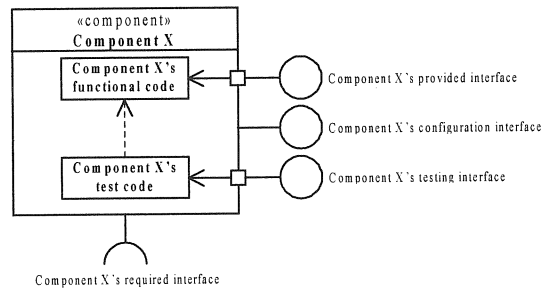 «component»
Component X
Component X's
functional code
Component X's provided interface
Component X's configuration interface
Component X's
test code
Component X's testing interface
Component X's required interface